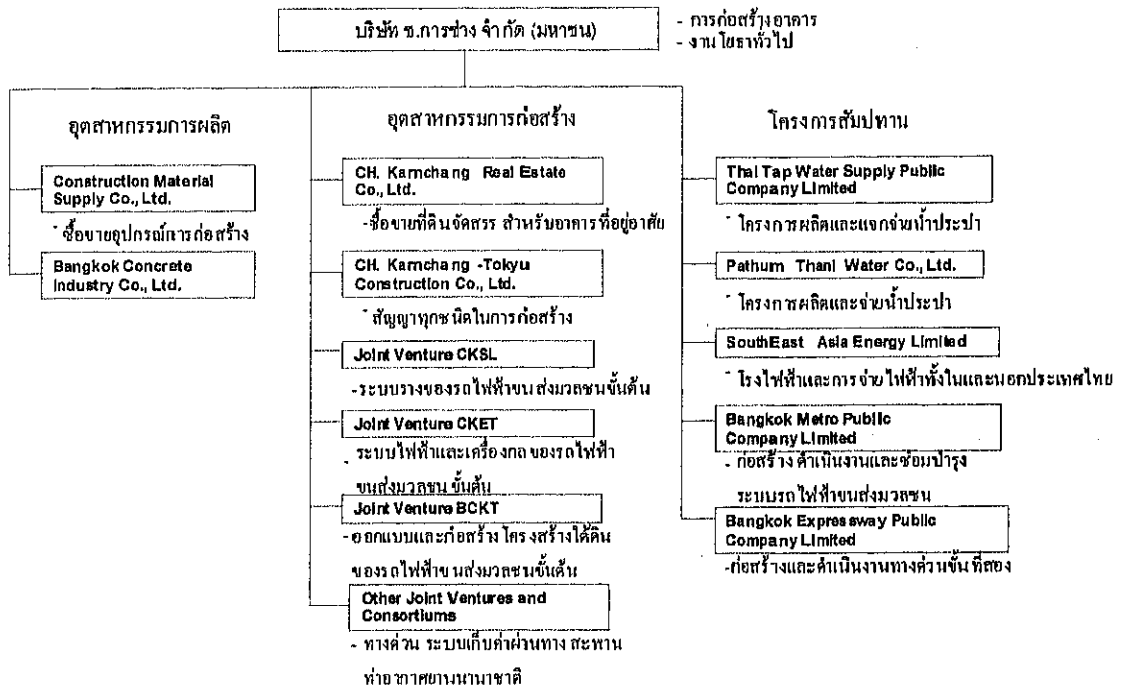 บริษัท ช.การช่าง จำกัด (มหาชน)
- การก่อสร้างอาคาร
- งานโยธาทั่วไป
อุตสาหกรรมการผลิต
Construction Material
Supply Co., Ltd.
- ซื้อขายอุปกรณ์การก่อสร้าง
Bangkok Concrete
Industry Co., Ltd.
อุตสาหกรรมการก่อสร้าง
CH. Karnchang Real Estate
Co., Ltd.
-ซื้อขายที่ดินจัดสรร สำหรับอาคารที่อยู่อาศัย
CH. Karnchang -Tokyu
Construction Co., Ltd.
- สัญญาทุกชนิดในการก่อสร้าง
Joint Venture CKSL
-ระบบรางของรถไฟฟ้าขนส่งมวลชนขั้นต้น
Joint Venture CKET
- ระบบไฟฟ้าและเครื่องกลของรถไฟฟ้า
ขนส่งมวลชนขั้นต้น
Joint Venture BCKT
-ออกแบบและก่อสร้างโครงสร้างใต้ดิน
ของรถไฟฟ้าขนส่งมวลชนขั้นต้น
Other Joint Ventures and
Consortiums
- ทางด่วน ระบบเก็บค่าผ่านทาง สะพาน
ท่าอากาศยานนานาชาติ
โครงการสัมปทาน
Thai Tap Water Supply Public
Company Limited
- โครงการผลิตและแจกจ่ายน้ำประปา
Pathum Thani Water Co., Ltd.
- โครงการผลิตและจ่ายน้ำประปา
SouthEast Asia Energy Limited
- โรงไฟฟ้าและการจ่ายไฟฟ้าทั้งในและนอกประเทศไทย
Bangkok Metro Public
Company Limited
- ก่อสร้าง ดำเนินงานและซ่อมบำรุง
ระบบรถไฟฟ้าขนส่งมวลชน
Bangkok Expressway Public
Company Limited
-ก่อสร้างและดำเนินงานทางด่วนขั้นที่สอง